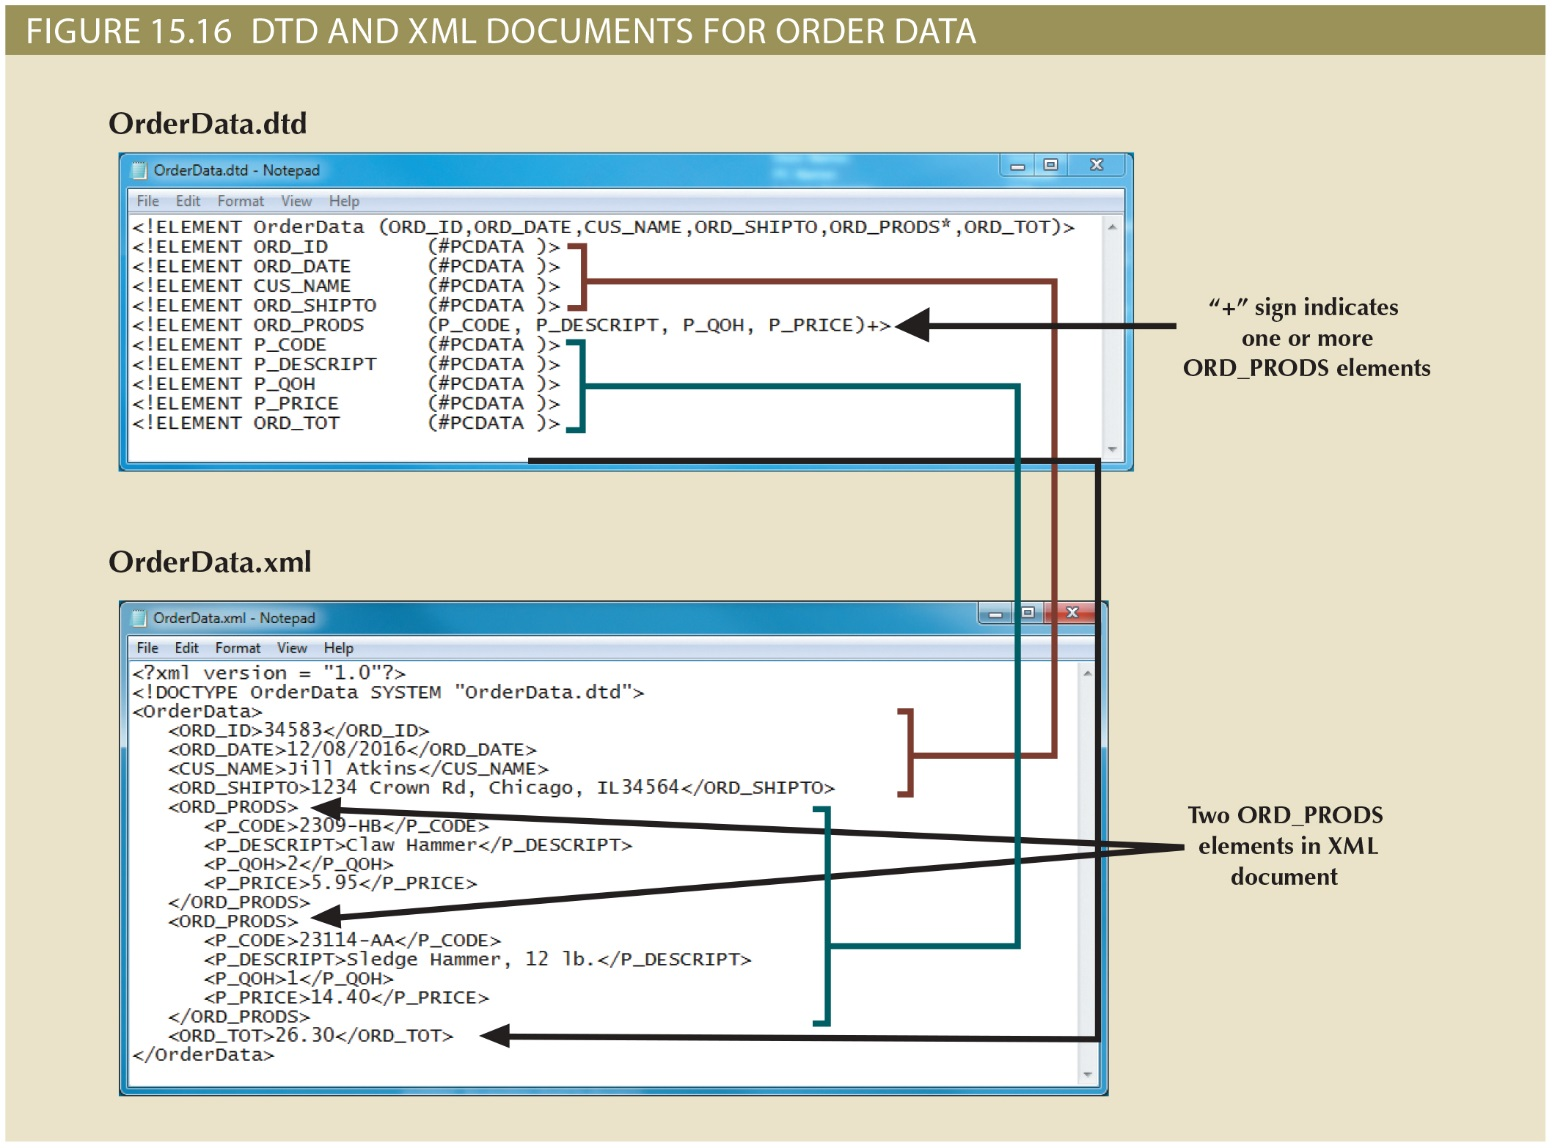 FIGURE 15.16 DTD AND XML DOCUMENTS FOR ORDER DATA
OrderData.dtd
OrderData.dtd - Notepad
File Edit Format View Help
<!ELEMENT OrderData (ORD_ID,ORD_DATE,CUS_NAME,ORD_SHIPTO,ORD_PRODS*,ORD_TOT)>
<!ELEMENT ORD_ID (#PCDATA )>
<!ELEMENT ORD_DATE (#PCDATA )>
<!ELEMENT CUS_NAME (#PCDATA )>
<!ELEMENT ORD_SHIPTO (#PCDATA )>
<!ELEMENT ORD_PRODS (P_CODE, P_DESCRIPT, P_QOH, P_PRICE)+>
<!ELEMENT P_CODE (#PCDATA )>
<!ELEMENT P_DESCRIPT (#PCDATA )>
<!ELEMENT P_QOH (#PCDATA )>
<!ELEMENT P_PRICE (#PCDATA )>
<!ELEMENT ORD_TOT (#PCDATA )>
“+” sign indicates
one or more
ORD_PRODS elements
OrderData.xml
OrderData.xml - Notepad
File Edit Format View Help
<?xml version = "1.0"?>
<!DOCTYPE OrderData SYSTEM "OrderData.dtd">
<OrderData>
<ORD_ID>34583</ORD_ID>
<ORD_DATE>12/08/2016</ORD_DATE>
<CUS_NAME>Jill Atkins</CUS_NAME>
<ORD_SHIPTO>1234 Crown Rd, Chicago, IL34564</ORD_SHIPTO>
<ORD_PRODS>
<P_CODE>2309-HB</P_CODE>
<P_DESCRIPT>Claw Hammer</P_DESCRIPT>
<P_QOH>2</P_QOH>
<P_PRICE>5.95</P_PRICE>
</ORD_PRODS>
<ORD_PRODS>
<P_CODE>23114-AA</P_CODE>
<P_DESCRIPT>Sledge Hammer, 12 lb.</P_DESCRIPT>
<P_QOH>1</P_QOH>
<P_PRICE>14.40</P_PRICE>
</ORD_PRODS>
<ORD_TOT>26.30</ORD_TOT>
</OrderData>
Two ORD_PRODS
elements in XML
document